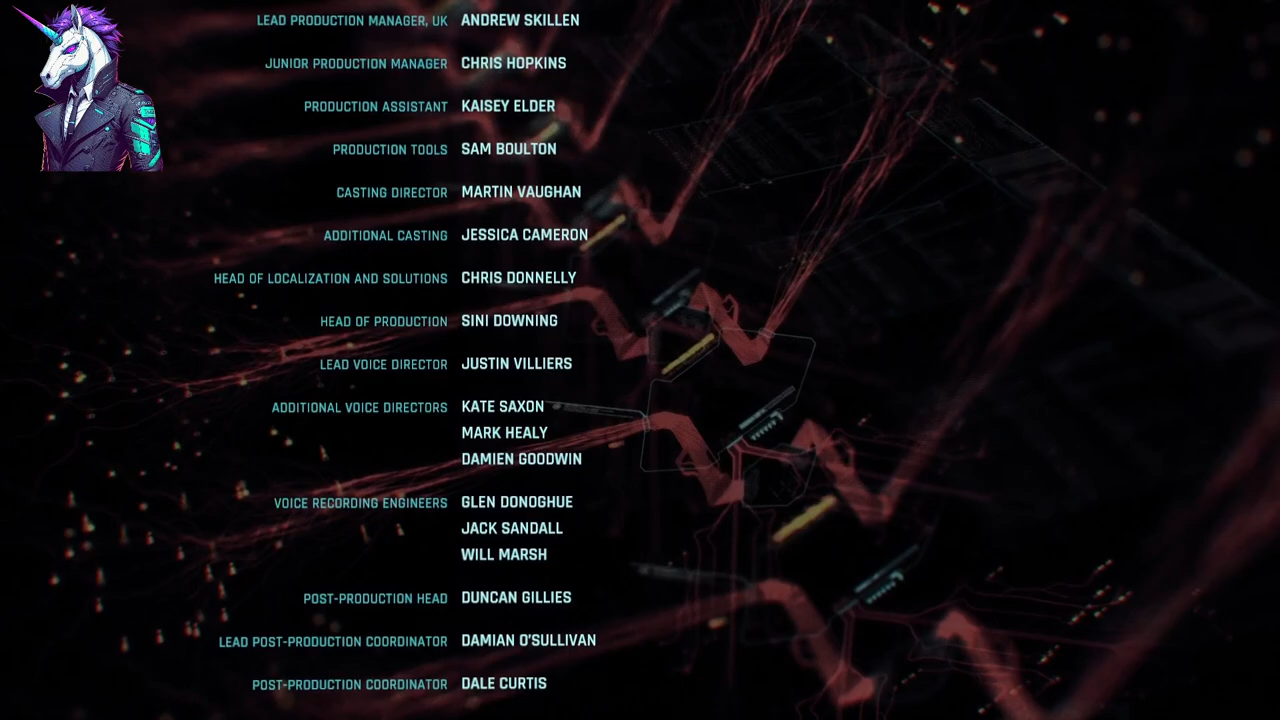 LEAD PRODUCTION MANAGER, UK ANDREW SKILLEN
JUNIOR PRODUCTION MANAGER CHRIS HOPKINS
PRODUCTION ASSISTANT KAISEY ELDER
PRODUCTION TOOLS SAM BOULTON
CASTING DIRECTOR MARTIN VAUGHAN
ADDITIONAL CASTING JESSICA CAMERON
HEAD OF LOCALIZATION AND SOLUTIONS CHRIS DONNELLY
HEAD OF PRODUCTION SINI DOWNING
LEAD VOICE DIRECTOR JUSTIN VILLIERS
ADDITIONAL VOICE DIRECTORS KATE SAXON
MARK HEALY
DAMIEN GOODWIN
VOICE RECORDING ENGINEERS GLEN DONOGHUE
JACK SANDALL
WILL MARSH
POST-PRODUCTION HEAD DUNCAN GILLIES
LEAD POST-PRODUCTION COORDINATOR DAMIAN O'SULLIVAN
POST-PRODUCTION COORDINATOR DALE CURTIS